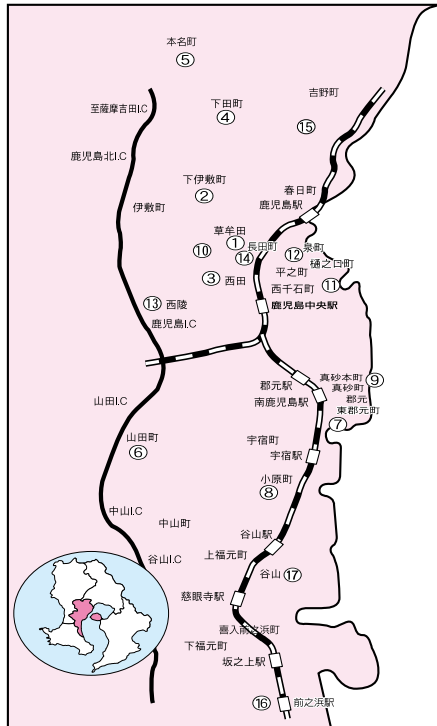 本名町
⑤
至薩摩吉田I.C
下田町
④
吉野町
⑮
鹿児島北I.C
下伊敷町
②
伊敷町
春日町
鹿児島駅
草牟田
①
長田町
⑭
⑩
泉町
⑫
樋之口町
⑪
平之町
③
西田
西千石町
⑬
西陵
鹿児島中央駅
鹿児島I.C
郡元駅
南鹿児島駅
真砂本町
⑨
真砂町
郡元
東郡元町
⑦
山田I.C
山田町
⑥
宇宿町
宇宿駅
小原町
⑧
中山I.C
中山町
谷山駅
谷山I.C
上福元町
谷山
⑰
慈眼寺駅
喜入前之浜町
下福元町
坂之上駅
⑯
前之浜駅